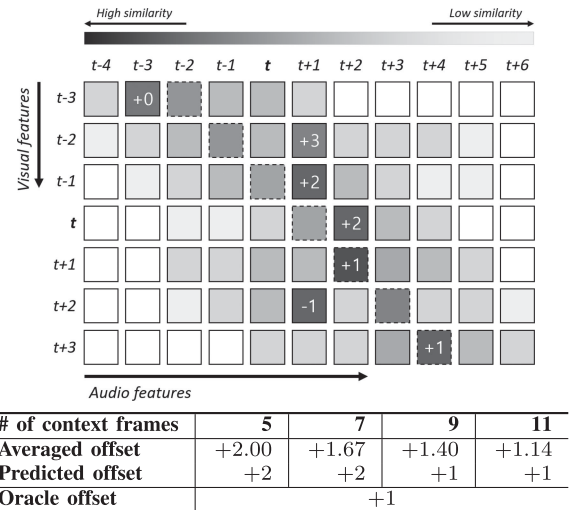 High similarity Low similarity
t-4 t-3 t-2 t-1 t t+1 t+2 t+3 t+4 t+5 t+6
Visual features
t-3 +0
t-2 +3
t-1 +2
t +2
t+1 +1
t+2 -1
t+3 +1
Audio features
# of context frames 5 7 9 11
Averaged offset +2.00 +1.67 +1.40 +1.14
Predicted offset +2 +2 +1 +1
Oracle offset +1